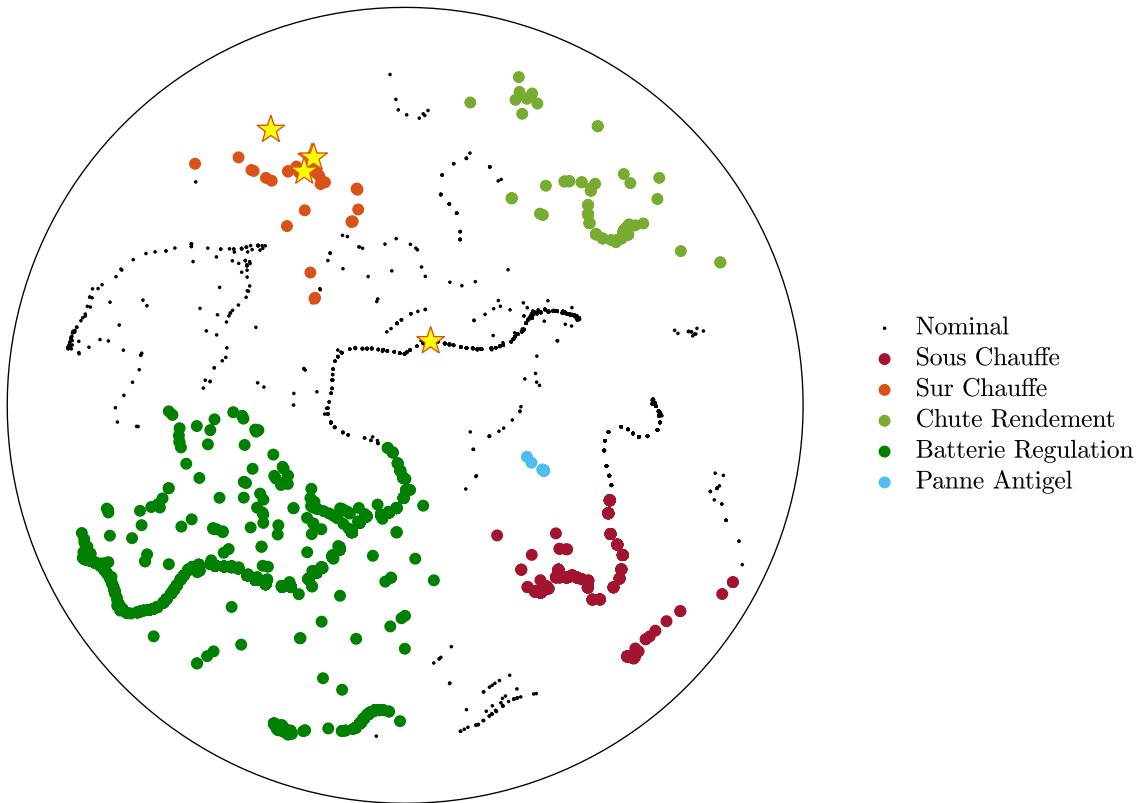 Nominal
Sous Chauffe
Sur Chauffe
Chute Rendement
Batterie Regulation
Panne Antigel